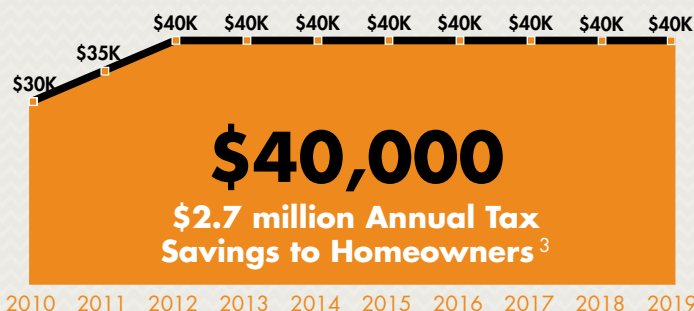 $40K $40K $40K $40K $40K $40K $40K $40K
$35K
$30K
$40,000
$2.7 million Annual Tax
Savings to Homeowners 3
2010 2011 2012 2013 2014 2015 2016 2017 2018 2019